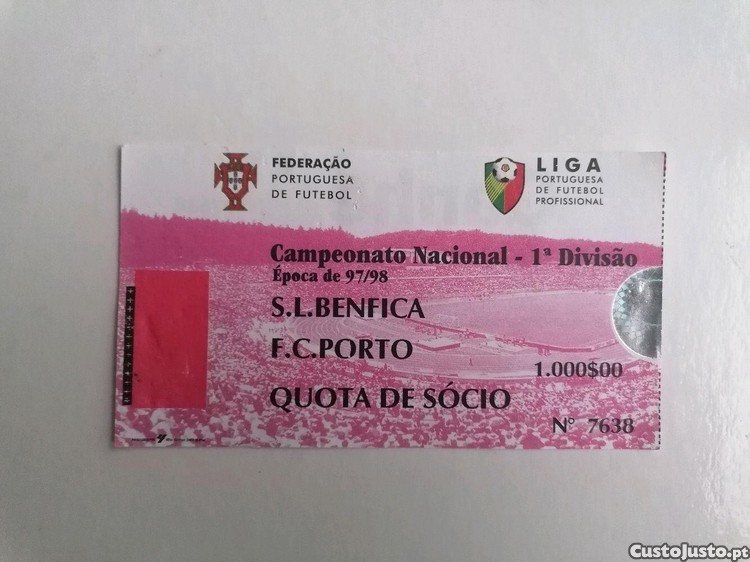 FEDERAÇÃO
PORTUGUESA
DE FUTEBOL
LIGA
PORTUGUESA
DE FUTEBOL
PROFISSIONAL
Campeonato Nacional - 1ª Divisão
Época de 97/98
S.L.BENFICA
F.C.PORTO
1.000$00
QUOTA DE SÓCIO
Nº 7638
CustoJusto.pt